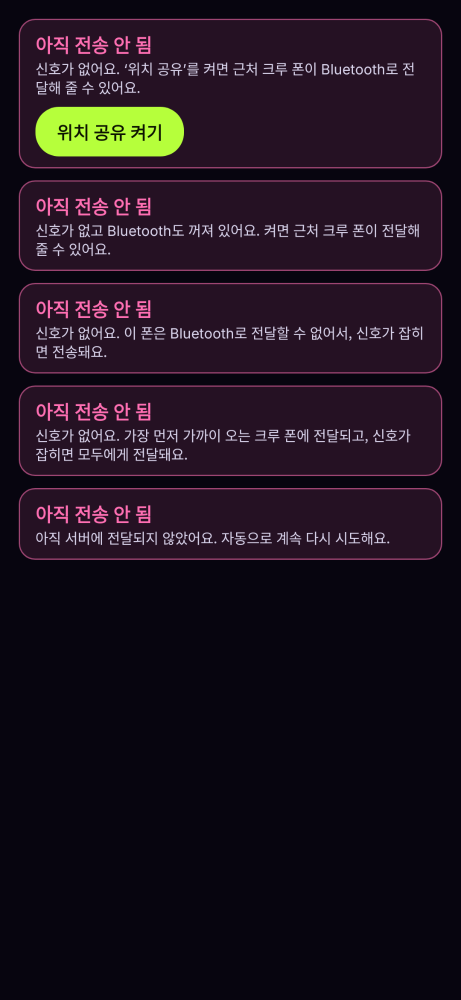 아직 전송 안 됨
신호가 없어요. ‘위치 공유’를 켜면 근처 크루 폰이 Bluetooth로 전
달해 줄 수 있어요.
위치 공유 켜기
아직 전송 안 됨
신호가 없고 Bluetooth도 꺼져 있어요. 켜면 근처 크루 폰이 전달해
줄 수 있어요.
아직 전송 안 됨
신호가 없어요. 이 폰은 Bluetooth로 전달할 수 없어서, 신호가 잡히
면 전송돼요.
아직 전송 안 됨
신호가 없어요. 가장 먼저 가까이 오는 크루 폰에 전달되고, 신호가
잡히면 모두에게 전달돼요.
아직 전송 안 됨
아직 서버에 전달되지 않았어요. 자동으로 계속 다시 시도해요.